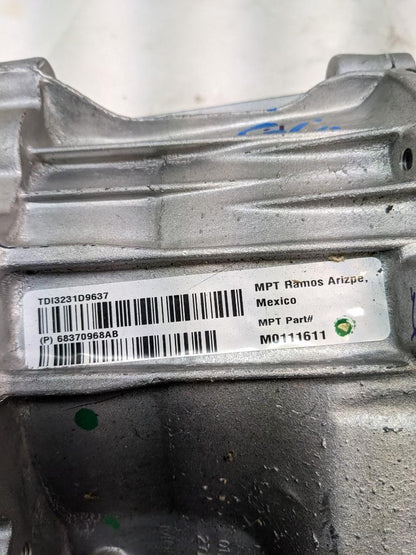 TDI3231D9637
(P) 68370968AB
MPT Ramos Arizpe,
Mexico
MPT Part#
M0111611